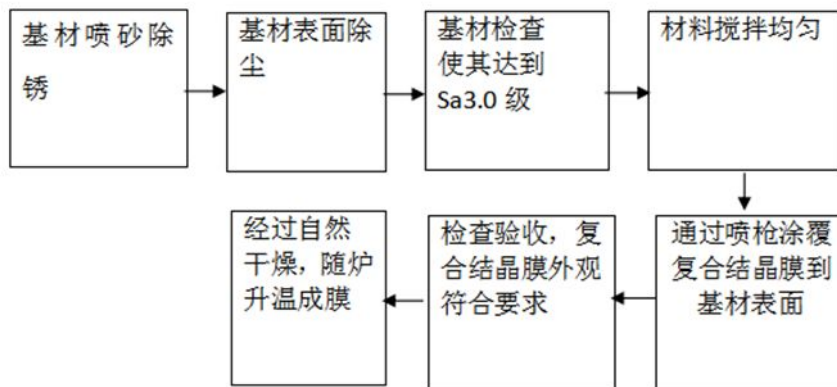 基材喷砂除
锈
基材表面除
尘
基材检查
使其达到
Sa3.0 级
材料搅拌均匀
通过喷枪涂覆
复合结晶膜到
基材表面
检查验收，复
合结晶膜外观
符合要求
经过自然
干燥，随炉
升温成膜